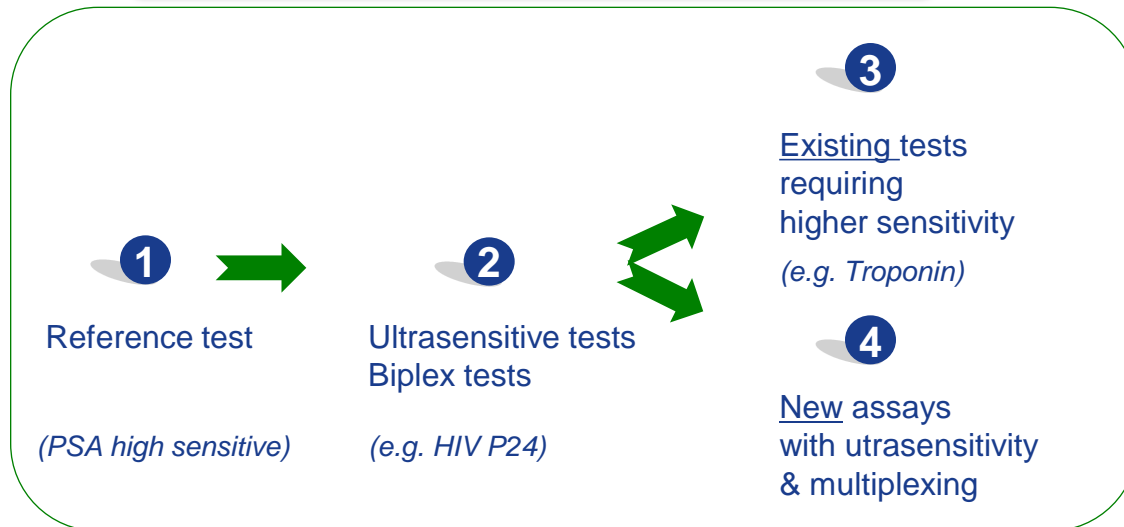 1
Reference test
(PSA high sensitive)
2
Ultrasensitive tests
Biplex tests
(e.g. HIV P24)
3
Existing tests
requiring
higher sensitivity
(e.g. Troponin)
4
New assays
with utrasensitivity
& multiplexing